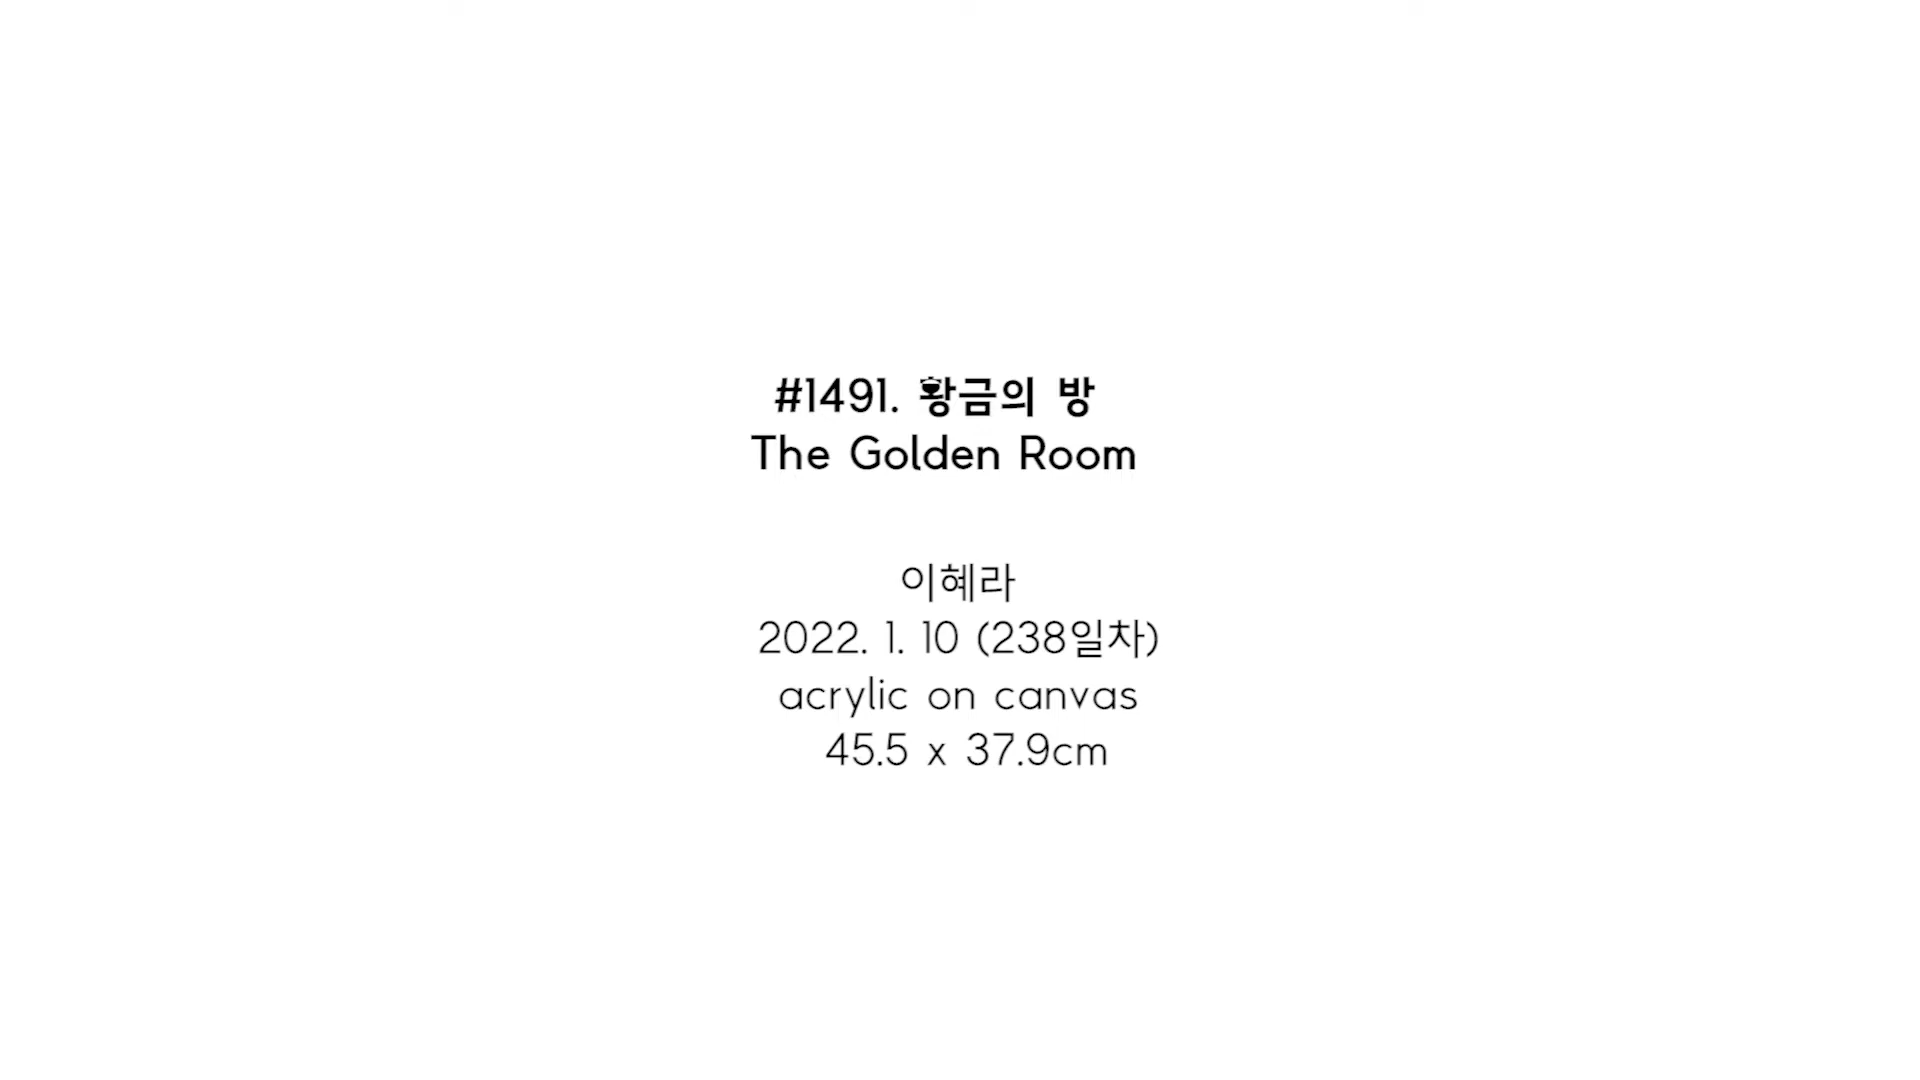 #1491. 황금의 방
The Golden Room
이혜라
2022. 1. 10 (238일차)
acrylic on canvas
45.5 x 37.9cm